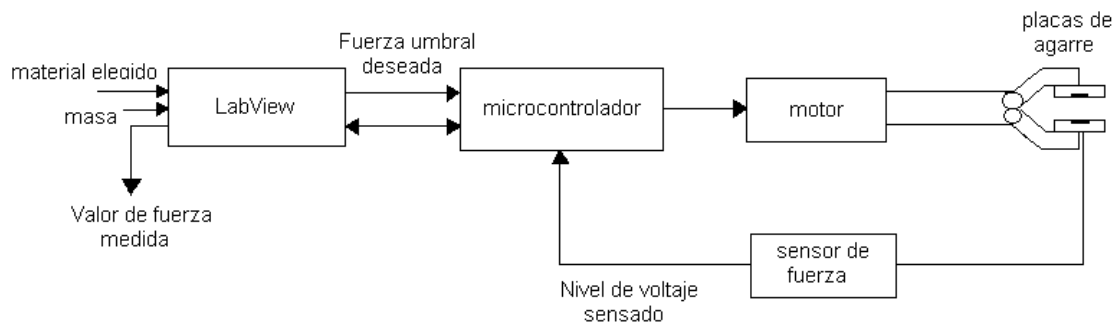 placas de
agarre
Fuerza umbral
deseada
material elegido
masa
LabView
microcontrolador
motor
Valor de fuerza
medida
sensor de
fuerza
Nivel de voltaje
sensado